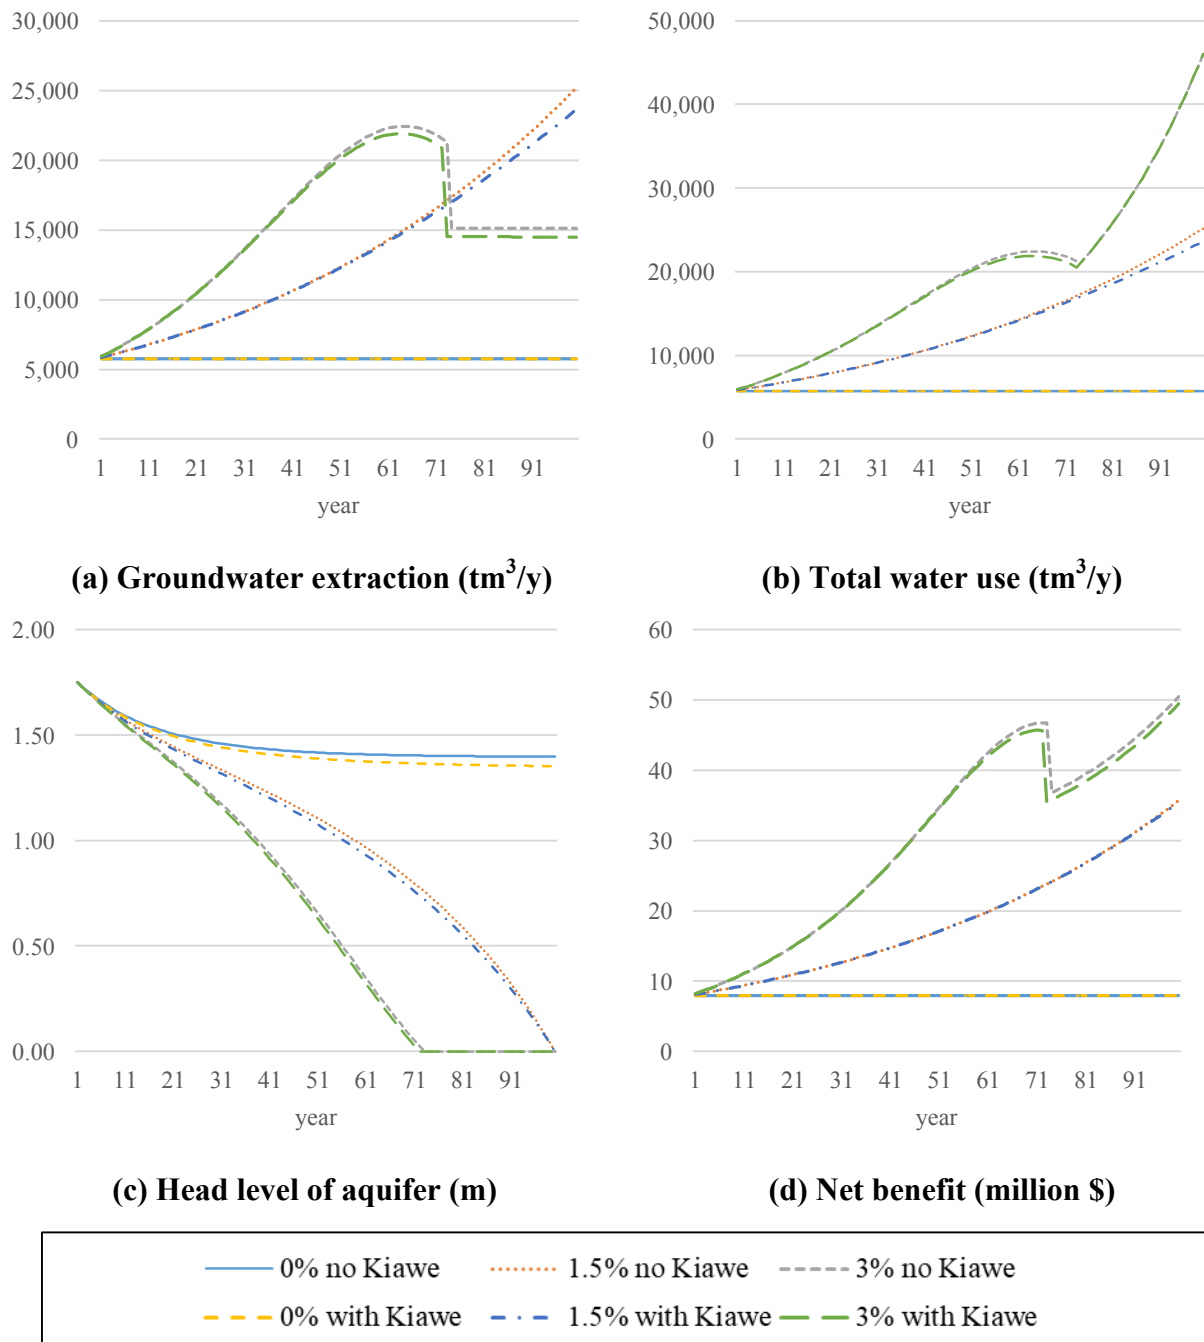 30,000
25,000
20,000
15,000
10,000
5,000
0
1 11 21 31 41 51 61 71 81 91
year
(a) Groundwater extraction (tm³/y)
50,000
40,000
30,000
20,000
10,000
0
1 11 21 31 41 51 61 71 81 91
year
(b) Total water use (tm³/y)
2.00
1.50
1.00
0.50
0.00
1 11 21 31 41 51 61 71 81 91
year
(c) Head level of aquifer (m)
60
50
40
30
20
10
0
1 11 21 31 41 51 61 71 81 91
year
(d) Net benefit (million $)
0% no Kiawe 1.5% no Kiawe 3% no Kiawe
0% with Kiawe 1.5% with Kiawe 3% with Kiawe